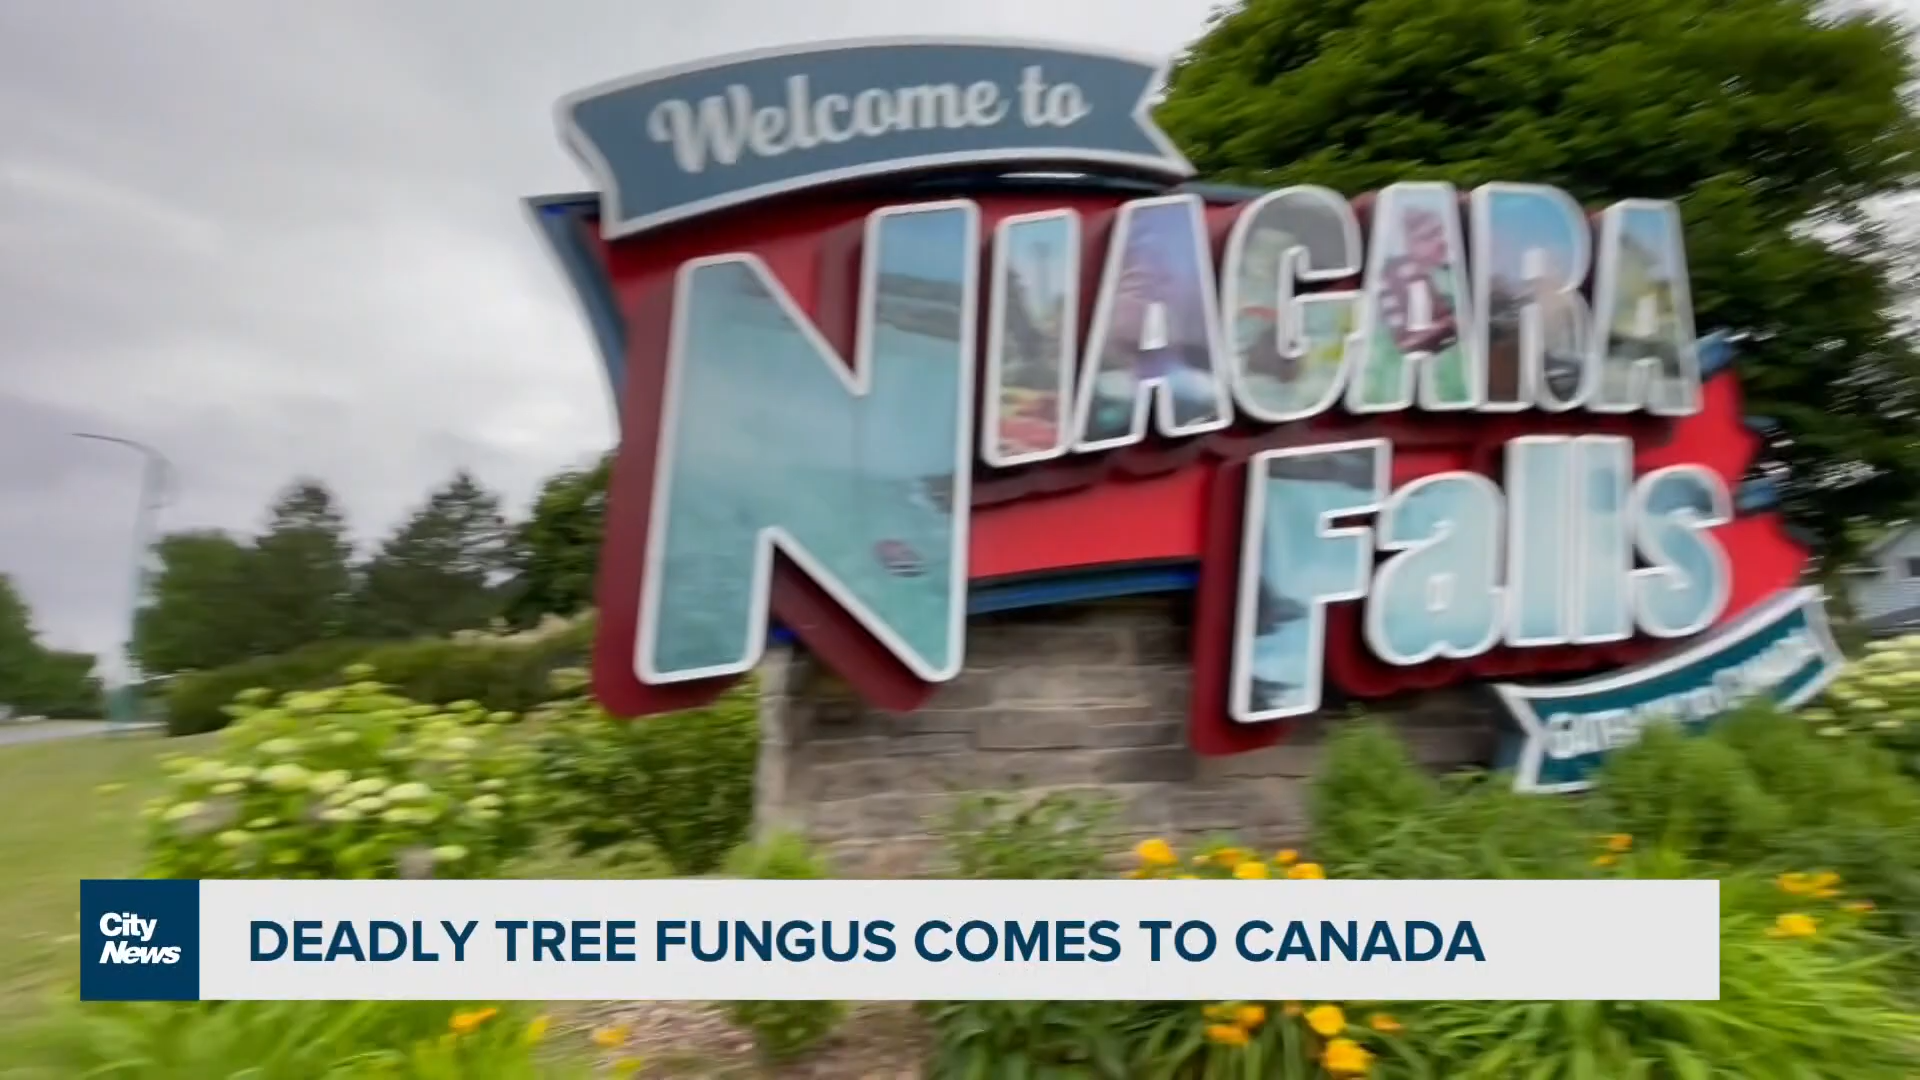 Welcome to
NIAGARA
Falls
City
News
DEADLY TREE FUNGUS COMES TO CANADA